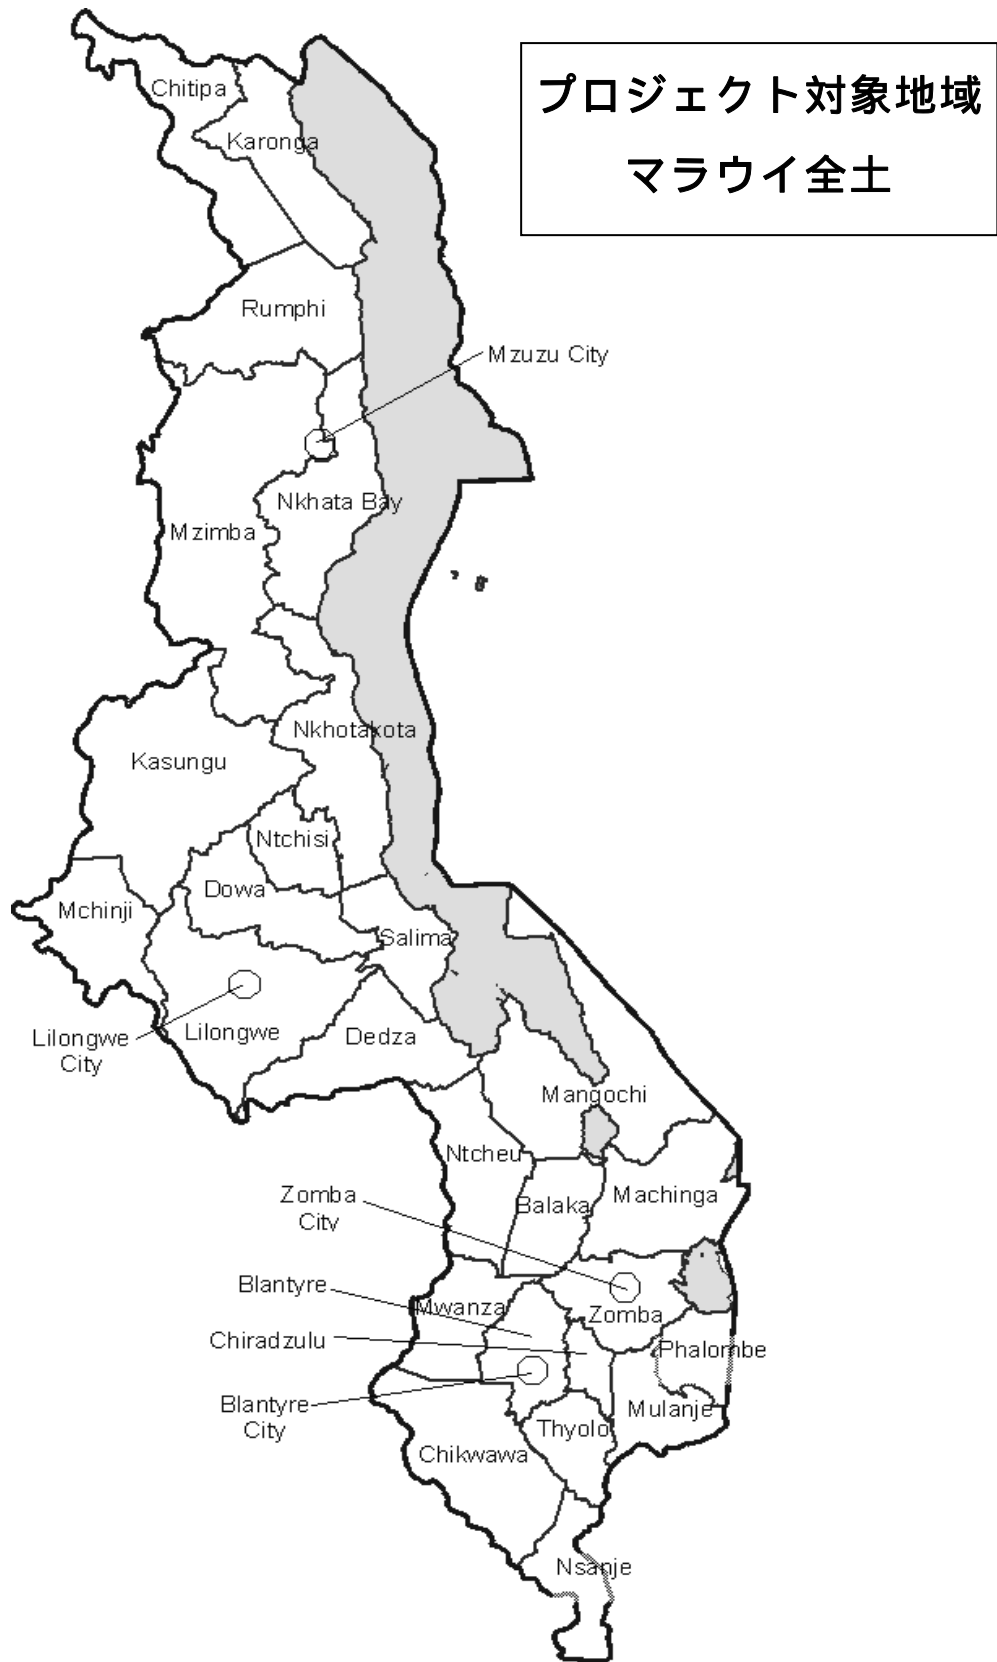 プロジェクト対象地域
マラウイ全土
Chitipa
Karonga
Rumphi
Mzuzu City
Nkhata Bay
Mzimba
Nkhotakota
Kasungu
Ntchisi
Dowa
Mchinji
Salima
Lilongwe
City
Lilongwe
Dedza
Mangochi
Ntcheu
Zomba
City
Balaka
Machinga
Blantyre
Mwanza
Zomba
Chiradzulu
Phalombe
Blantyre
City
Mulanje
Thyolo
Chikwawa
Nsanje